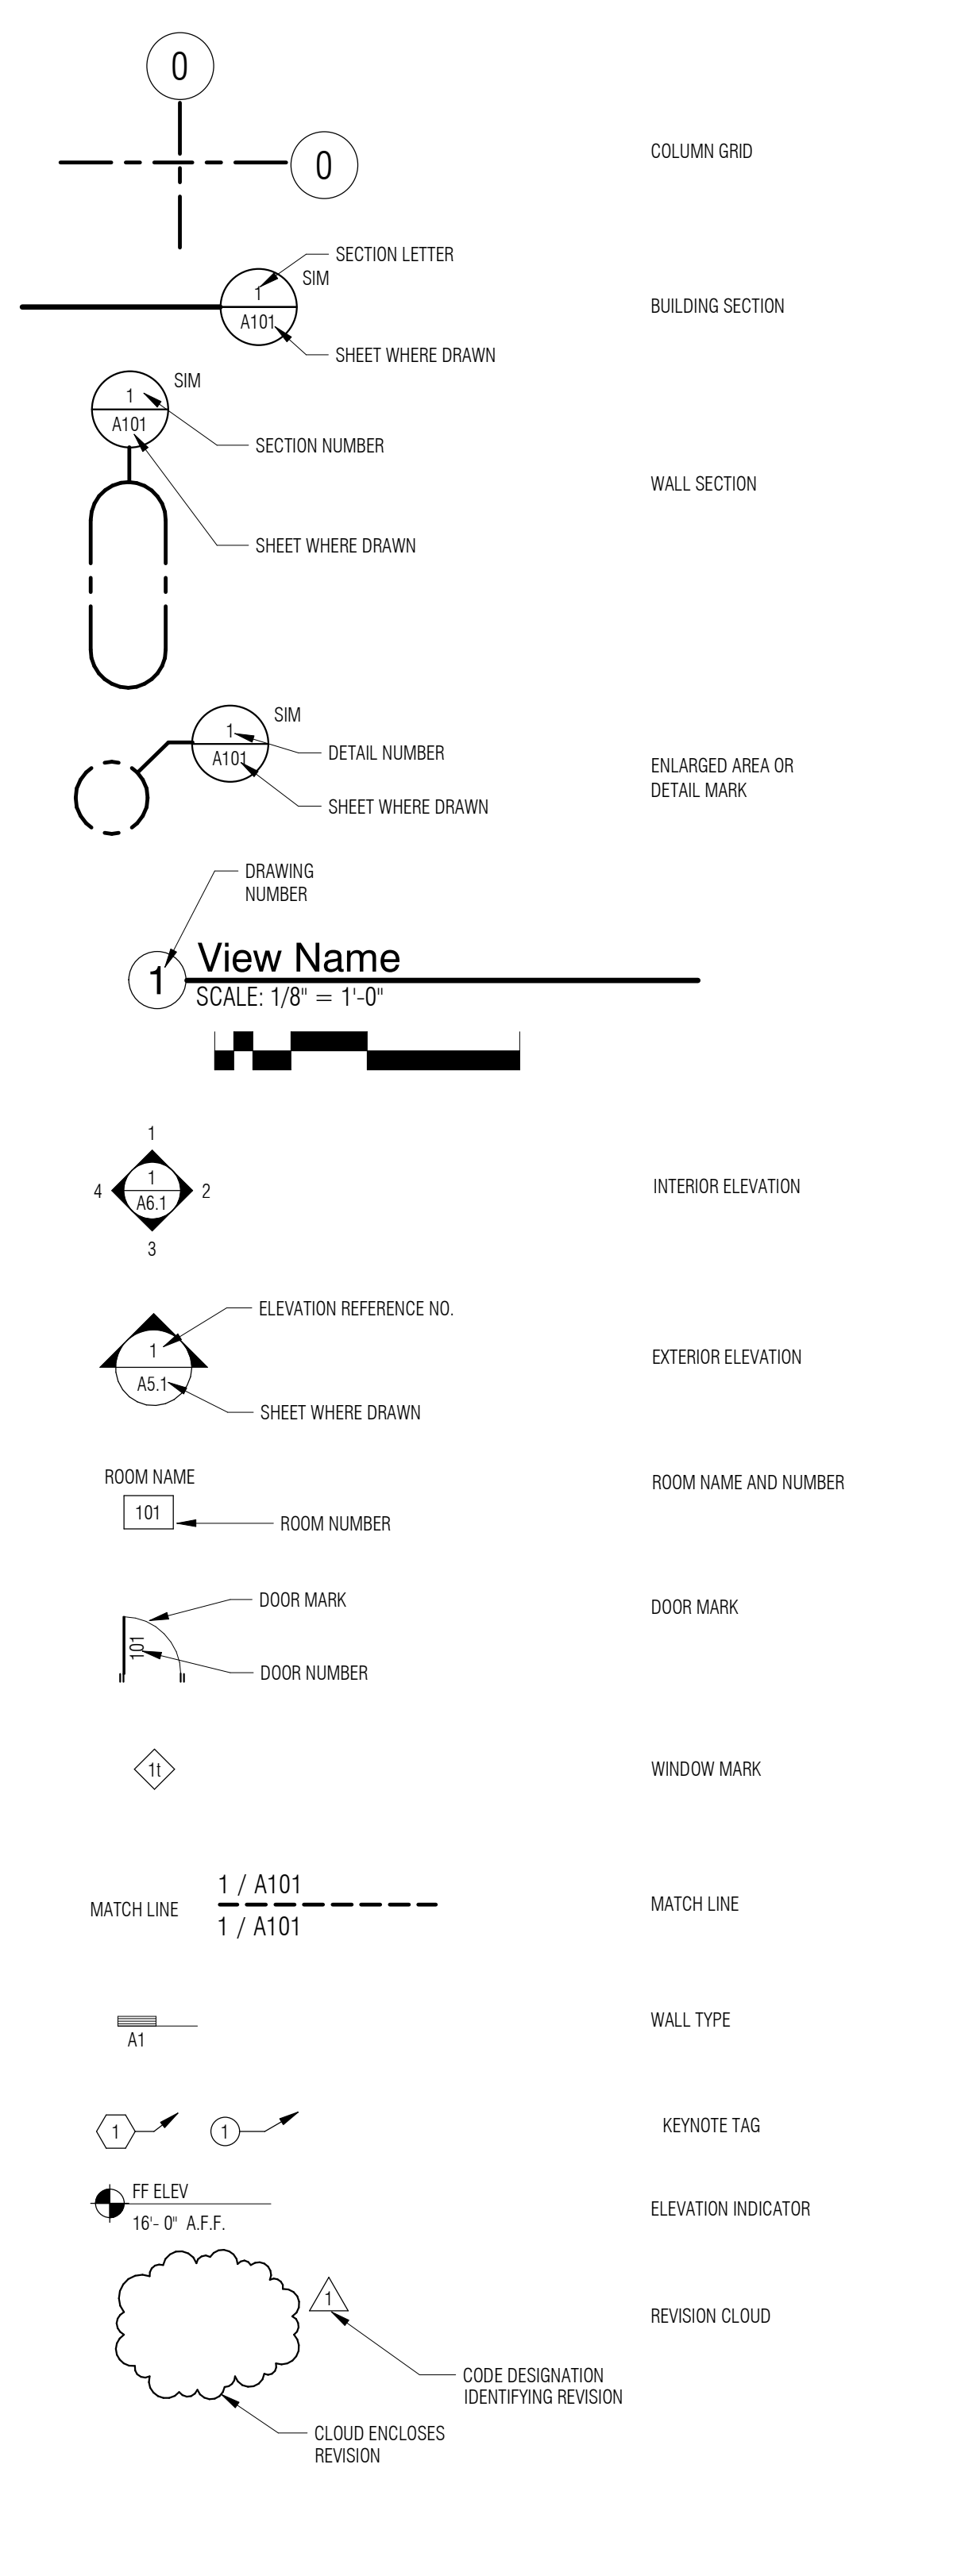 0
0
COLUMN GRID
SECTION LETTER
SIM
1
A101
BUILDING SECTION
SHEET WHERE DRAWN
SIM
1
A101
SECTION NUMBER
WALL SECTION
SHEET WHERE DRAWN
SIM
1
A101
DETAIL NUMBER
SHEET WHERE DRAWN
ENLARGED AREA OR
DETAIL MARK
DRAWING
NUMBER
1
View Name
SCALE: 1/8" = 1'-0"
1
4
1
A6.1
2
3
INTERIOR ELEVATION
ELEVATION REFERENCE NO.
1
A5.1
EXTERIOR ELEVATION
SHEET WHERE DRAWN
ROOM NAME
101
ROOM NUMBER
ROOM NAME AND NUMBER
DOOR MARK
101
DOOR NUMBER
DOOR MARK
1t
WINDOW MARK
MATCH LINE
1 / A101
1 / A101
MATCH LINE
A1
WALL TYPE
1
1
KEYNOTE TAG
FF ELEV
16'- 0" A.F.F.
ELEVATION INDICATOR
1
REVISION CLOUD
CODE DESIGNATION
IDENTIFYING REVISION
CLOUD ENCLOSES
REVISION